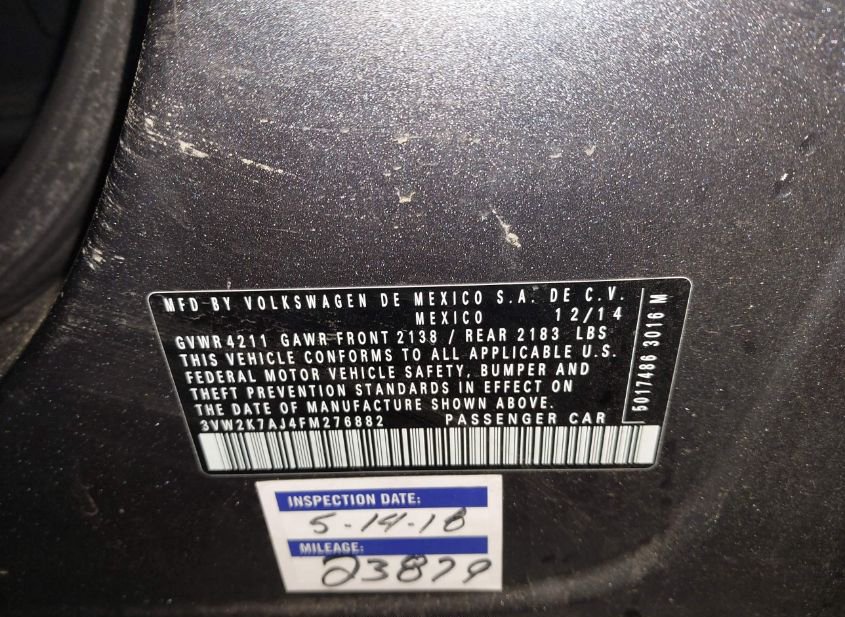 MFD BY VOLKSWAGEN DE MEXICO S.A. DE C.V.
MEXICO 12/14
GVWR 4211 GAWR FRONT 2138 / REAR 2183 LBS
THIS VEHICLE CONFORMS TO ALL APPLICABLE U.S.
FEDERAL MOTOR VEHICLE SAFETY, BUMPER AND
THEFT PREVENTION STANDARDS IN EFFECT ON
THE DATE OF MANUFACTURE SHOWN ABOVE.
3VW2K7AJ4FM276882 PASSENGER CAR
5017486 3016 M
INSPECTION DATE:
5-14-18
MILEAGE:
23879